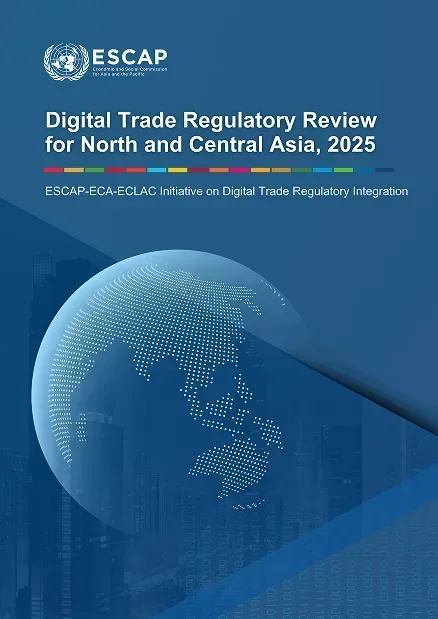 ESCAP
Economic and Social Commission
for Asia and the Pacific
Digital Trade Regulatory Review
for North and Central Asia, 2025
ESCAP-ECA-ECLAC Initiative on Digital Trade Regulatory Integration